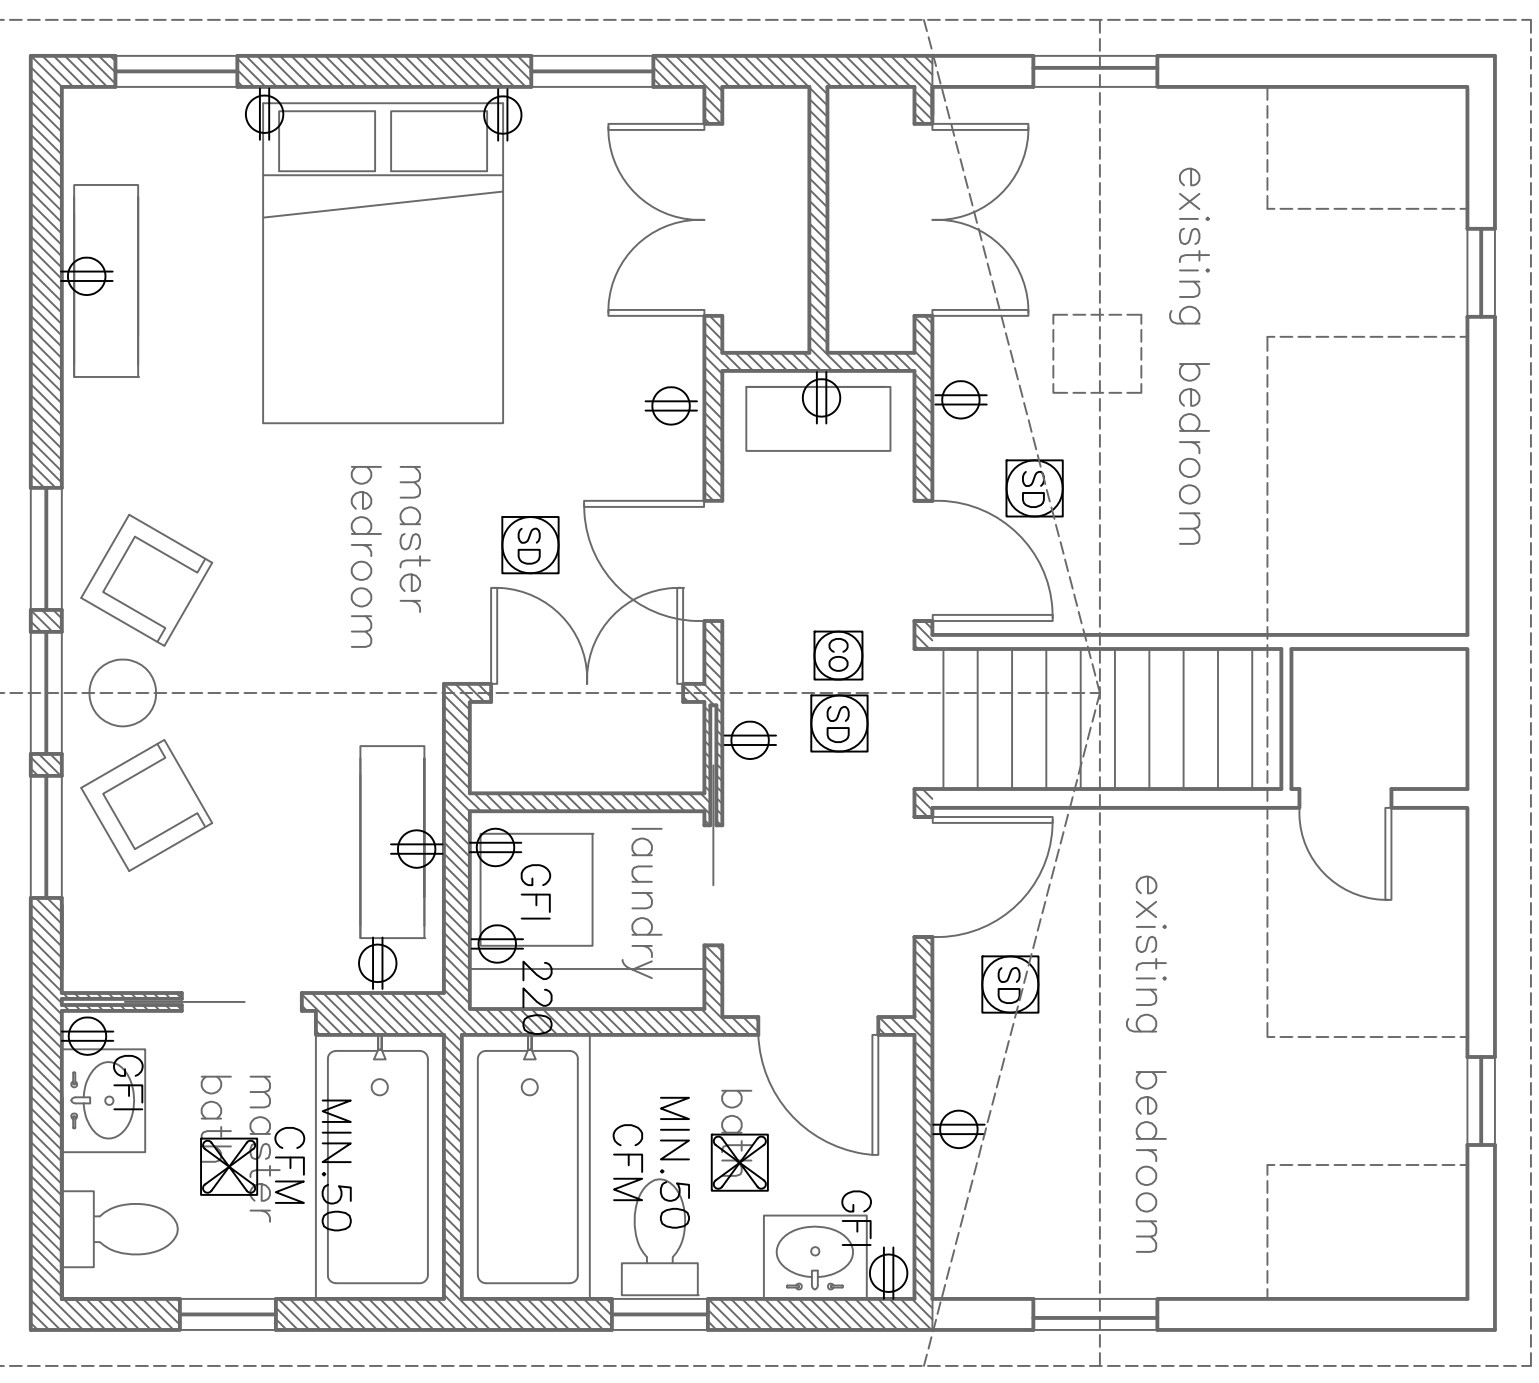 existing bedroom
SD
master
bedroom
SD
CO
SD
laundry
GFI
220
existing bedroom
SD
master
bath
GFI
MIN.50
CFM
bath
MIN.50
CFM
GFI